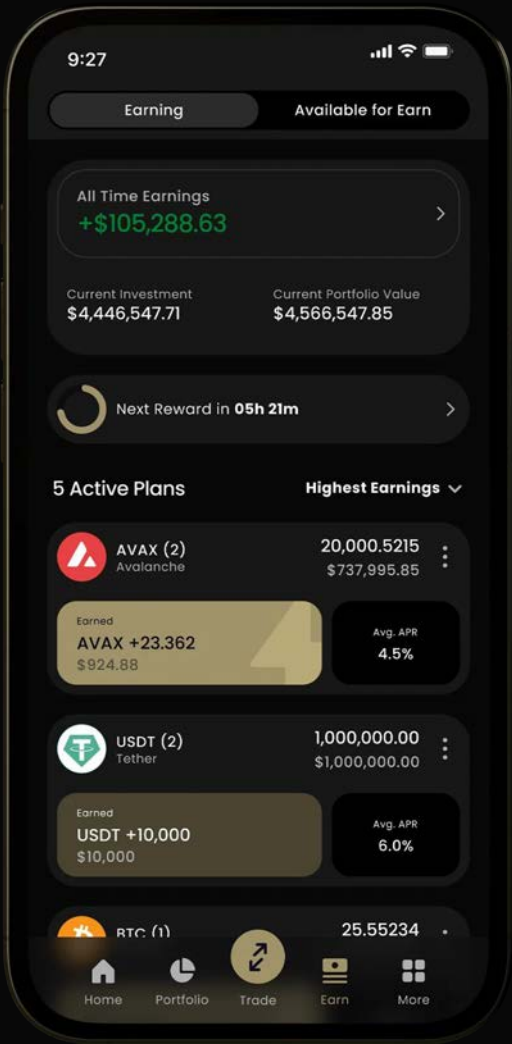 9:27
Earning
Available for Earn
All Time Earnings
+$105,288.63
Current Investment
Current Portfolio Value
$4,446,547.71
$4,566,547.85
Next Reward in 05h 21m
5 Active Plans
Highest Earnings
AVAX (2)
20,000.5215
Avalanche
$737,995.85
Earned
AVAX +23.362
$924.88
Avg. APR
4.5%
USDT (2)
1,000,000.00
Tether
$1,000,000.00
Earned
USDT +10,000
$10,000
Avg. APR
6.0%
BTC (1)
25.55234
Home
Portfolio
Trade
Earn
More